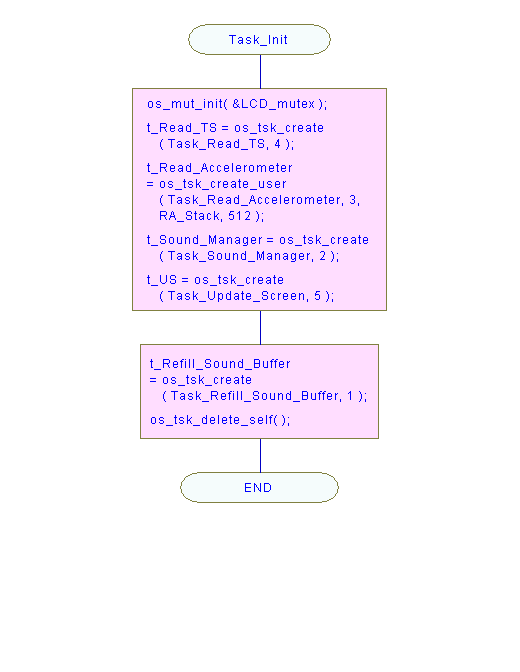 Task_Init
os_mut_init( &LCD_mutex );
t_Read_TS = os_tsk_create
( Task_Read_TS, 4 );
t_Read_Accelerometer
= os_tsk_create_user
( Task_Read_Accelerometer, 3,
RA_Stack, 512 );
t_Sound_Manager = os_tsk_create
( Task_Sound_Manager, 2 );
t_US = os_tsk_create
( Task_Update_Screen, 5 );
t_Refill_Sound_Buffer
= os_tsk_create
( Task_Refill_Sound_Buffer, 1 );
os_tsk_delete_self( );
END